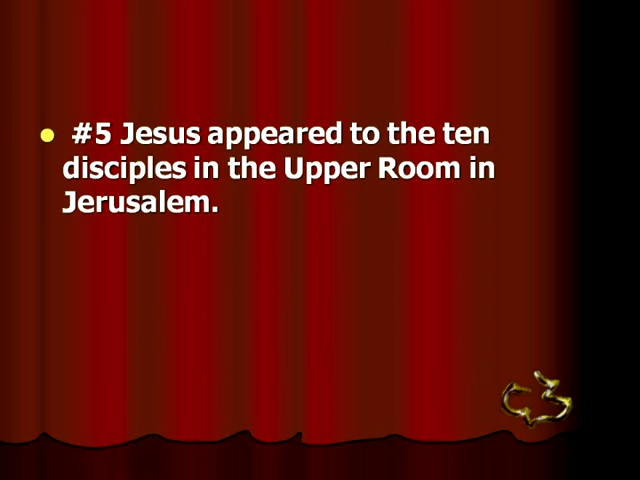 #5 Jesus appeared to the ten
disciples in the Upper Room in
Jerusalem.